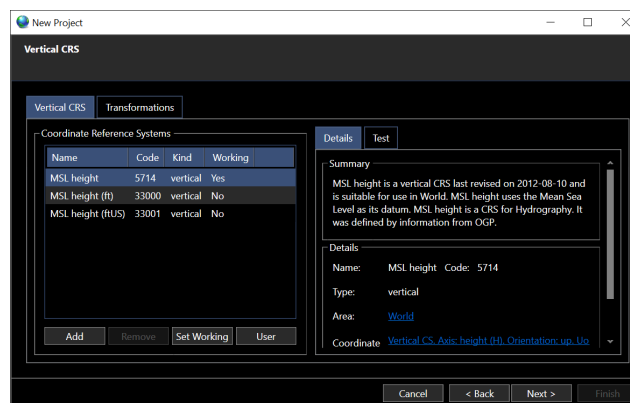 New Project
Vertical CRS
Vertical CRS Transformations
Coordinate Reference Systems
Name Code Kind Working
MSL height 5714 vertical Yes
MSL height (ft) 33000 vertical No
MSL height (ftUS) 33001 vertical No
Add Remove Set Working User
Details Test
Summary
MSL height is a vertical CRS last revised on 2012-08-10 and
is suitable for use in World. MSL height uses the Mean Sea
Level as its datum. MSL height is a CRS for Hydrography. It
was defined by information from OGP.
Details
Name: MSL height Code: 5714
Type: vertical
Area: World
Coordinate Vertical CS. Axis: height (H). Orientation: up. Uo
Cancel < Back Next > Finish